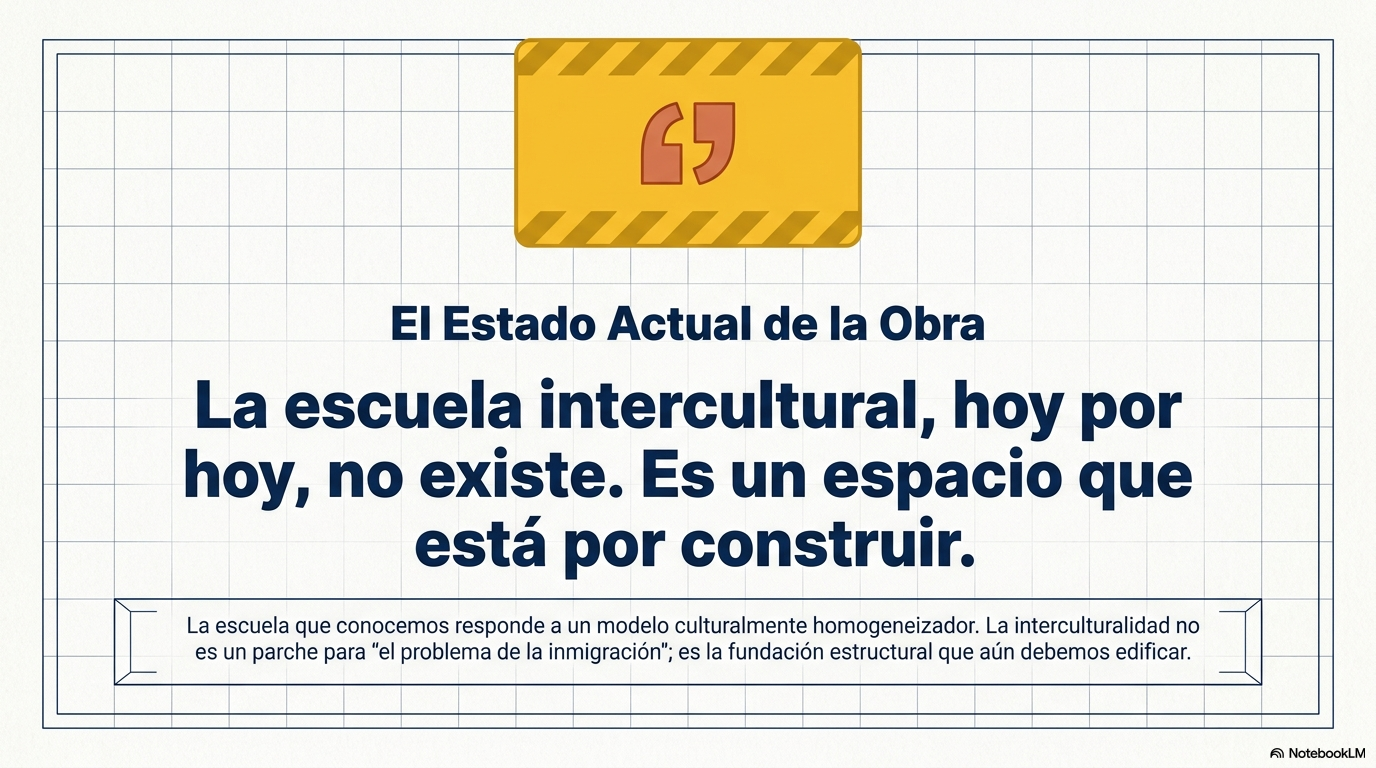 El Estado Actual de la Obra
La escuela intercultural, hoy por
hoy, no existe. Es un espacio que
está por construir.
La escuela que conocemos responde a un modelo culturalmente homogeneizador. La interculturalidad no
es un parche para “el problema de la inmigración”; es la fundación estructural que aún debemos edificar.
NotebookLM